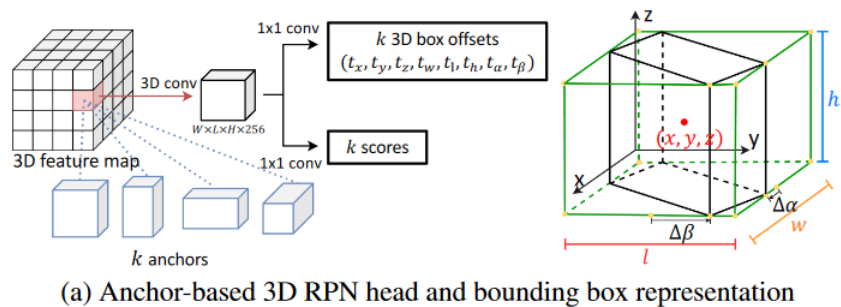 3D feature map
3D conv
W×L×H×256
1x1 conv
k 3D box offsets
(tx, ty, tz, tw, tl, th, tα, tβ)
1x1 conv
k scores
k anchors
z
y
x
(x, y, z)
h
w
l
Δα
Δβ
(a) Anchor-based 3D RPN head and bounding box representation